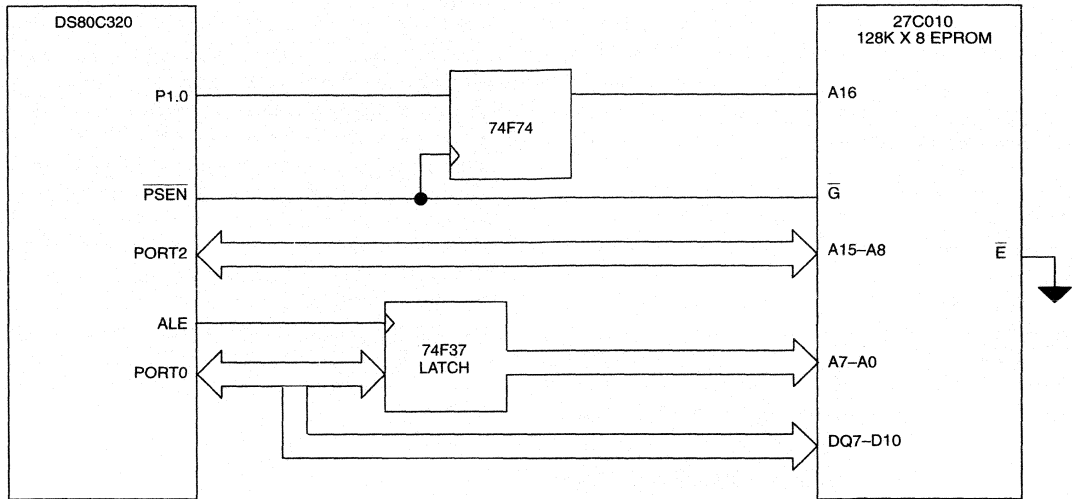 DS80C320
27C010
128K X 8 EPROM
P1.0
74F74
A16
PSEN
G
PORT2
A15–A8
E
ALE
74F37
LATCH
PORT0
A7–A0
DQ7–D10